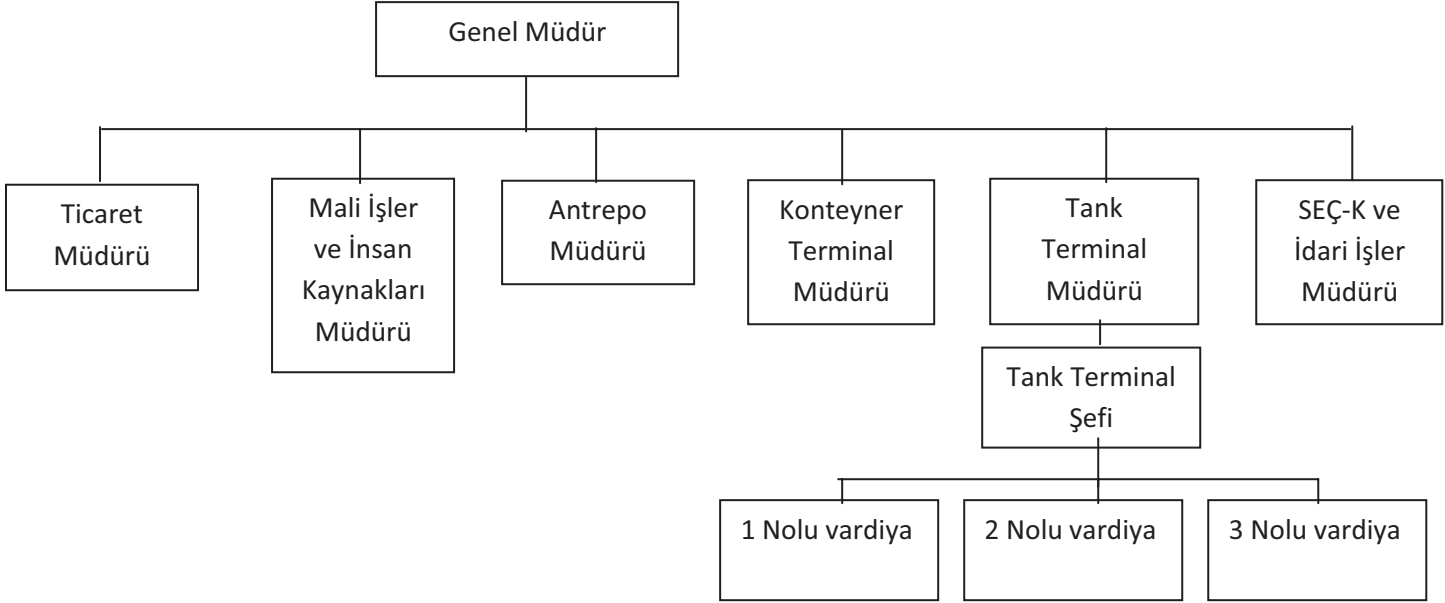 Genel Müdür
Ticaret
Müdürü
Mali İşler
ve İnsan
Kaynakları
Müdürü
Antrepo
Müdürü
Konteyner
Terminal
Müdürü
Tank
Terminal
Müdürü
SEÇ-K ve
İdari İşler
Müdürü
Tank Terminal
Şefi
1 Nolu vardiya
2 Nolu vardiya
3 Nolu vardiya